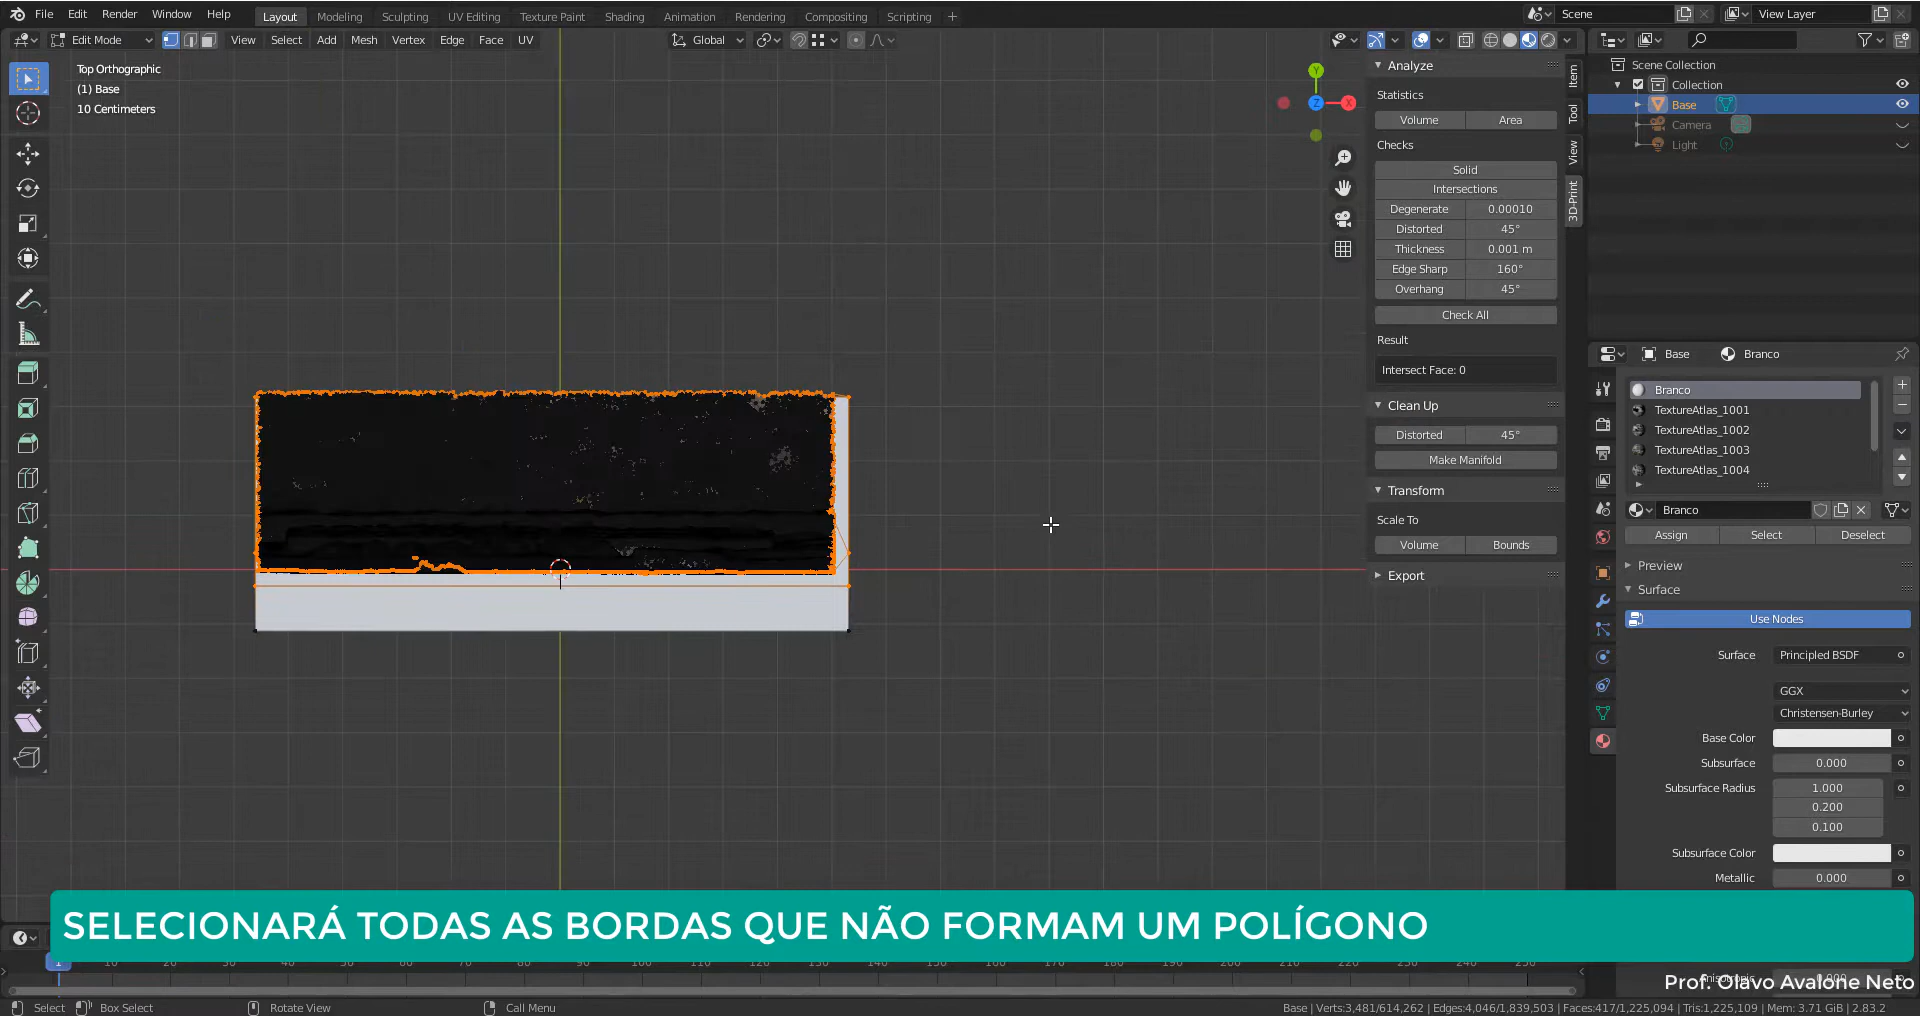 File Edit Render Window Help Layout Modeling Sculpting UV Editing Texture Paint Shading Animation Rendering Compositing Scripting + Scene View Layer
Edit Mode View Select Add Mesh Vertex Edge Face UV Global
Top Orthographic
(1) Base
10 Centimeters
Y
Z
X
Analyze
Statistics
Volume Area
Checks
Solid
Intersections
Degenerate 0.00010
Distorted 45°
Thickness 0.001 m
Edge Sharp 160°
Overhang 45°
Check All
Result
Intersect Face: 0
Clean Up
Distorted 45°
Make Manifold
Transform
Scale To
Volume Bounds
Export
Item
Tool
View
3D-Print
Scene Collection
Collection
Base
Camera
Light
Base Branco
Branco
TextureAtlas_1001
TextureAtlas_1002
TextureAtlas_1003
TextureAtlas_1004
Branco
Assign Select Deselect
Preview
Surface
Use Nodes
Surface Principled BSDF
GGX
Christensen-Burley
Base Color
Subsurface 0.000
Subsurface Radius 1.000
0.200
0.100
Subsurface Color
Metallic 0.000
SELECIONARÁ TODAS AS BORDAS QUE NÃO FORMAM UM POLÍGONO
Prof. Olavo Avalone Neto
Select Box Select Rotate View Call Menu
Base | Verts:3,481/614,262 | Edges:4,046/1,839,503 | Faces:417/1,225,094 | Tris:1,225,109 | Mem: 3.71 GiB | 2.83.2